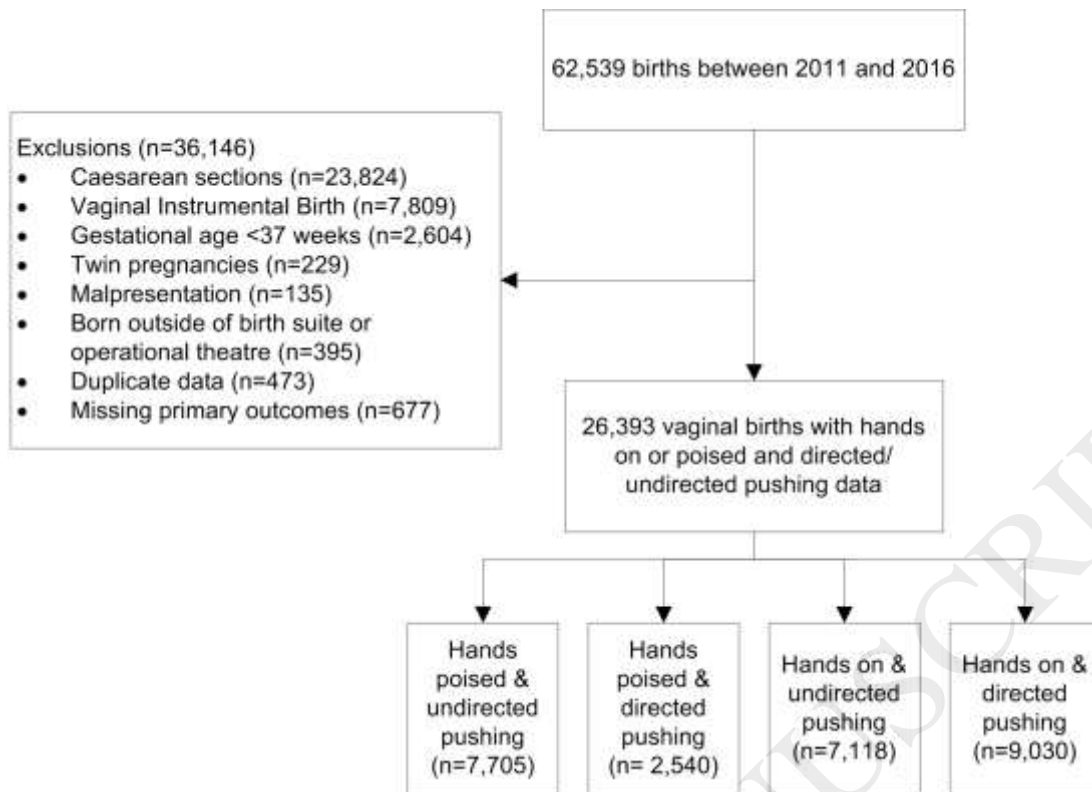 62,539 births between 2011 and 2016
Exclusions (n=36,146)
• Caesarean sections (n=23,824)
• Vaginal Instrumental Birth (n=7,809)
• Gestational age <37 weeks (n=2,604)
• Twin pregnancies (n=229)
• Malpresentation (n=135)
• Born outside of birth suite or
operational theatre (n=395)
• Duplicate data (n=473)
• Missing primary outcomes (n=677)
26,393 vaginal births with hands
on or poised and directed/
undirected pushing data
Hands
poised &
undirected
pushing
(n=7,705)
Hands
poised &
directed
pushing
(n= 2,540)
Hands on &
undirected
pushing
(n=7,118)
Hands on &
directed
pushing
(n=9,030)